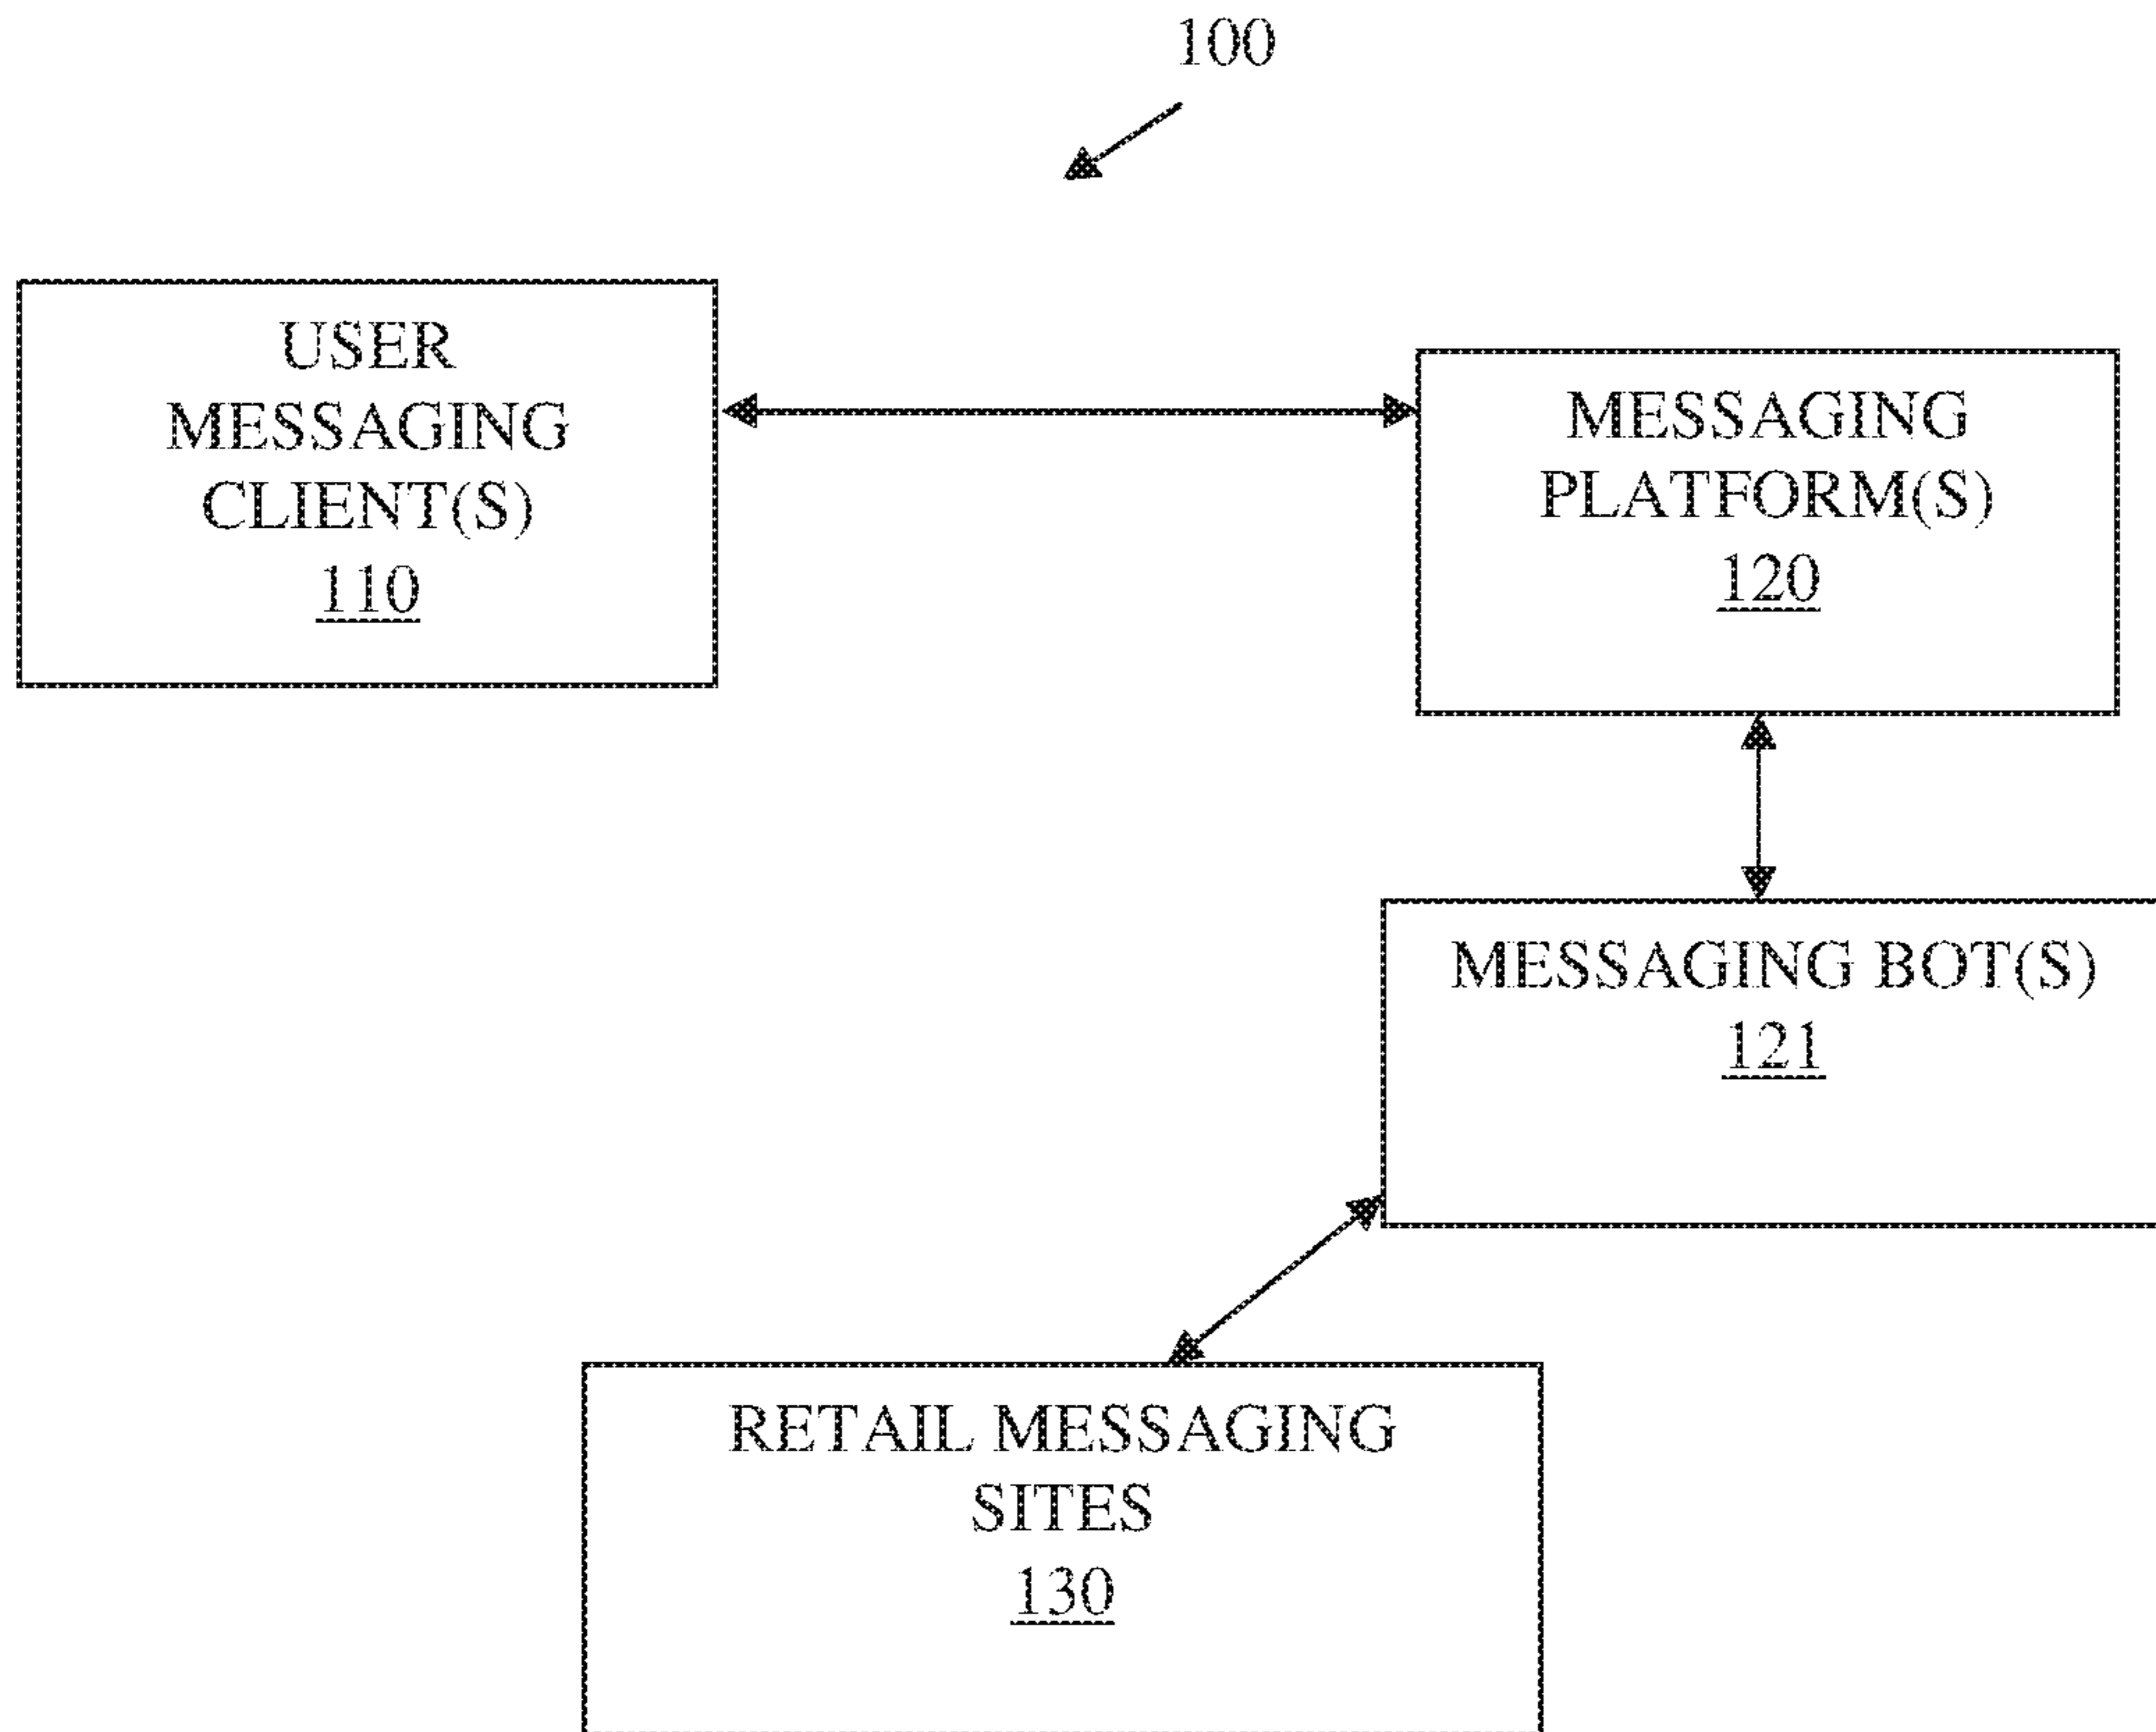 100
USER
MESSAGING
CLIENT(S)
110
MESSAGING
PLATFORM(S)
120
MESSAGING BOT(S)
121
RETAIL MESSAGING
SITES
130